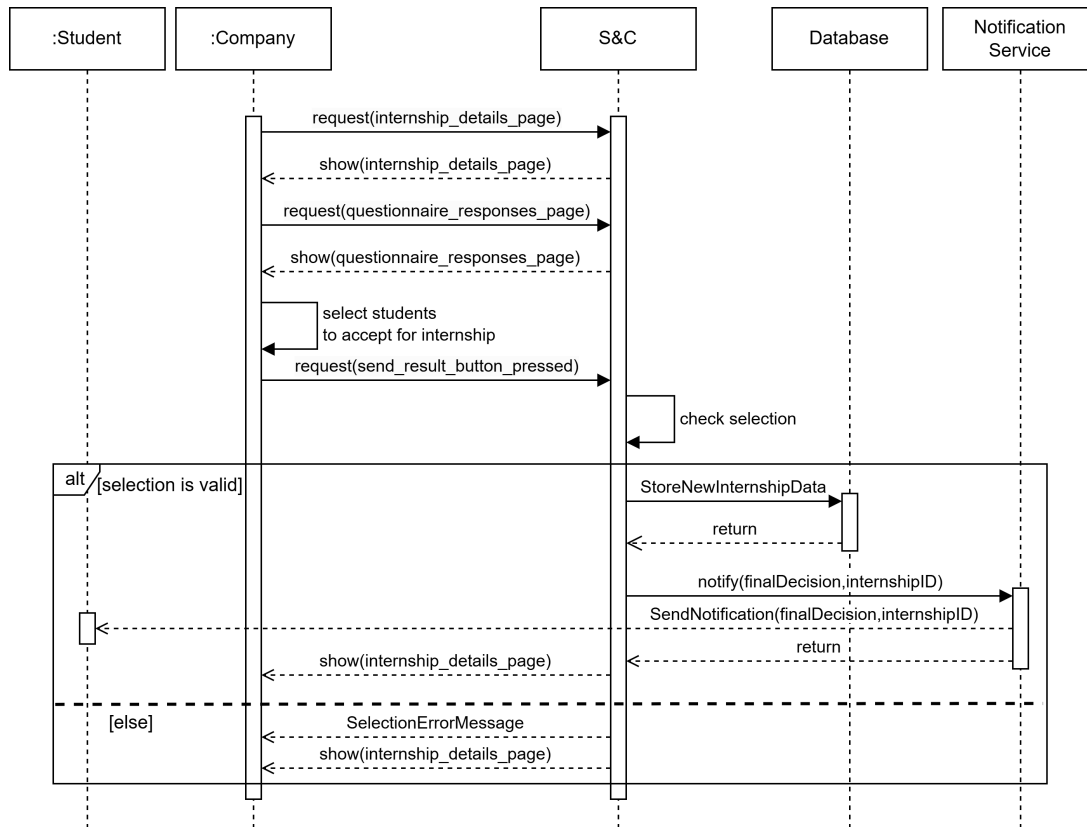 :Student
:Company
S&C
Database
Notification
Service
request(internship_details_page)
show(internship_details_page)
request(questionnaire_responses_page)
show(questionnaire_responses_page)
select students
to accept for internship
request(send_result_button_pressed)
check selection
alt
[selection is valid]
StoreNewInternshipData
return
notify(finalDecision,internshipID)
SendNotification(finalDecision,internshipID)
return
show(internship_details_page)
[else]
SelectionErrorMessage
show(internship_details_page)